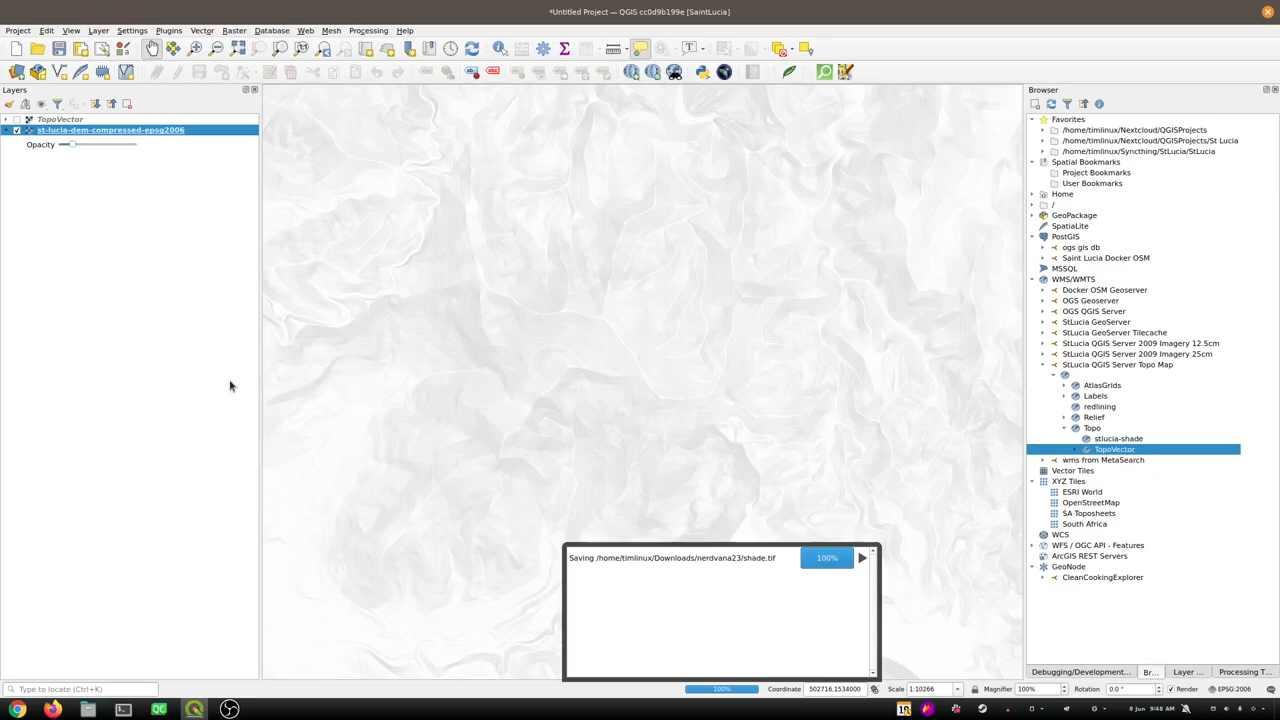 *Untitled Project — QGIS cc0d9b199e [SaintLucia]
Project Edit View Layer Settings Plugins Vector Raster Database Web Mesh Processing Help
Layers
TopoVector
st-lucia-dem-compressed-epsg2006
Opacity
Saving /home/timlinux/Downloads/nerdvana23/shade.tif 100%
Browser
Favorites
/home/timlinux/Nextcloud/QGISProjects
/home/timlinux/Nextcloud/QGISProjects/St Lucia
/home/timlinux/Syncthing/StLucia/StLucia
Spatial Bookmarks
Project Bookmarks
User Bookmarks
Home
/
GeoPackage
SpatiaLite
PostGIS
ogs gis db
Saint Lucia Docker OSM
MSSQL
WMS/WMTS
Docker OSM Geoserver
OGS Geoserver
OGS QGIS Server
StLucia GeoServer
StLucia GeoServer Tilecache
StLucia QGIS Server 2009 Imagery 12.5cm
StLucia QGIS Server 2009 Imagery 25cm
StLucia QGIS Server Topo Map
AtlasGrids
Labels
redlining
Relief
Topo
stlucia-shade
TopoVector
wms from MetaSearch
Vector Tiles
XYZ Tiles
ESRI World
OpenStreetMap
SA Toposheets
South Africa
WCS
WFS / OGC API - Features
ArcGIS REST Servers
GeoNode
CleanCookingExplorer
Debugging/Development... Br... Layer ... Processing T...
Type to locate (Ctrl+K) 100% Coordinate 502716,1534000 Scale 1:10266 Magnifier 100% Rotation 0.0 ° Render EPSG:2006
QC 8 Jun 9:48 AM